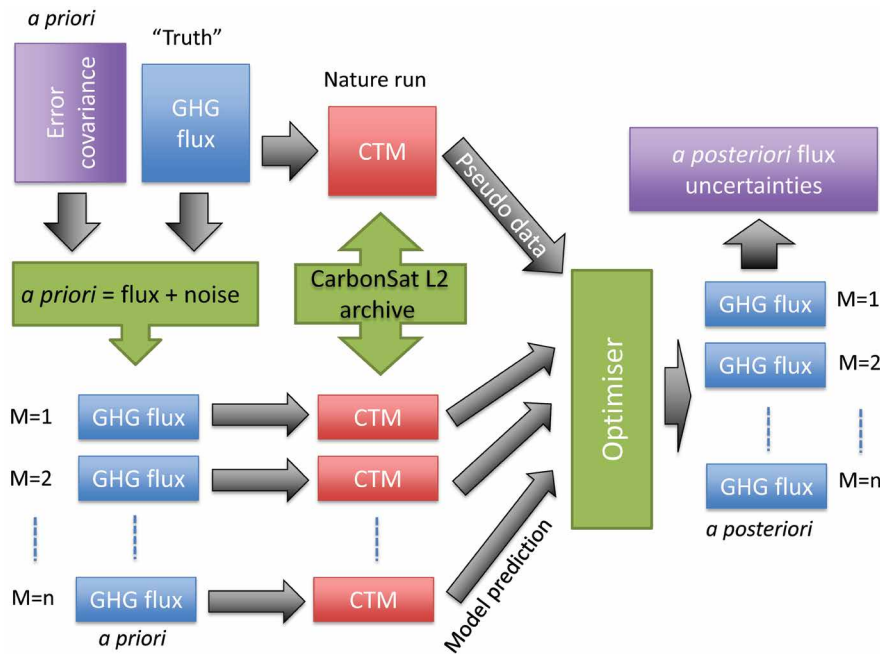 a priori
Error
covariance
“Truth”
GHG
flux
Nature run
CTM
Pseudo data
a posteriori flux
uncertainties
a priori = flux + noise
CarbonSat L2
archive
Optimiser
GHG flux
M=1
GHG flux
M=2
GHG flux
M=n
a posteriori
M=1
GHG flux
CTM
M=2
GHG flux
CTM
M=n
GHG flux
CTM
a priori
Model prediction